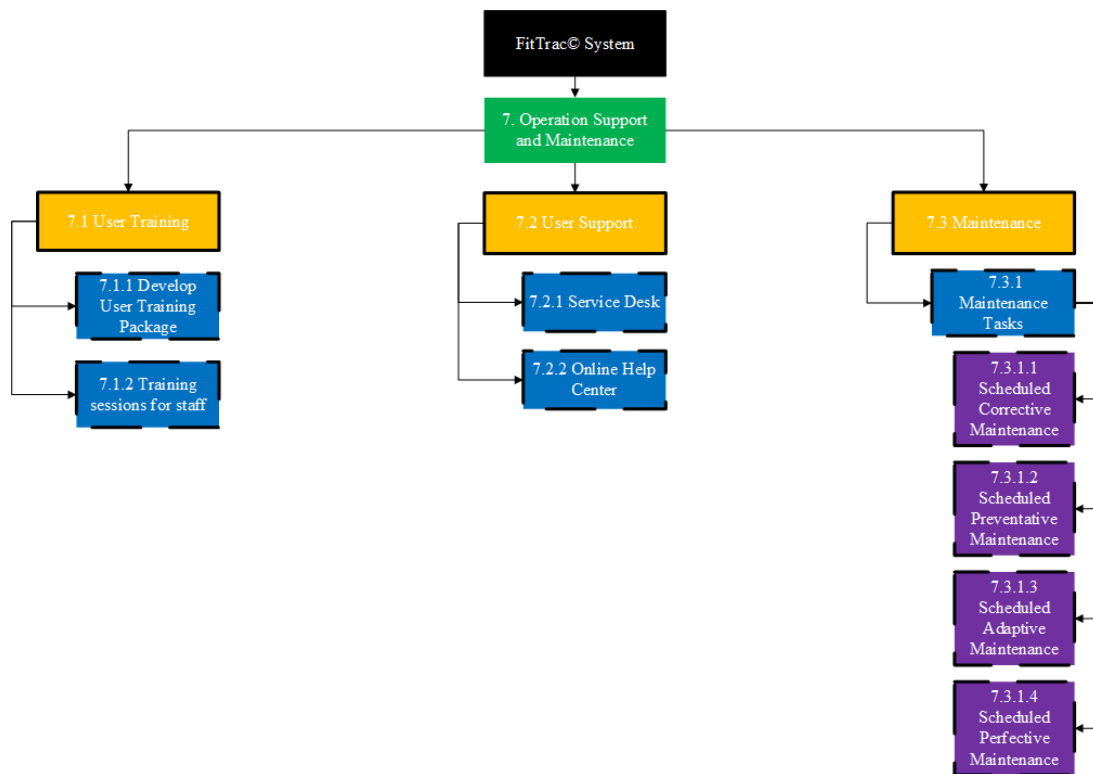 FitTrac© System
7. Operation Support
and Maintenance
7.1 User Training
7.2 User Support
7.3 Maintenance
7.1.1 Develop
User Training
Package
7.1.2 Training
sessions for staff
7.2.1 Service Desk
7.2.2 Online Help
Center
7.3.1
Maintenance
Tasks
7.3.1.1
Scheduled
Corrective
Maintenance
7.3.1.2
Scheduled
Preventative
Maintenance
7.3.1.3
Scheduled
Adaptive
Maintenance
7.3.1.4
Scheduled
Perfective
Maintenance